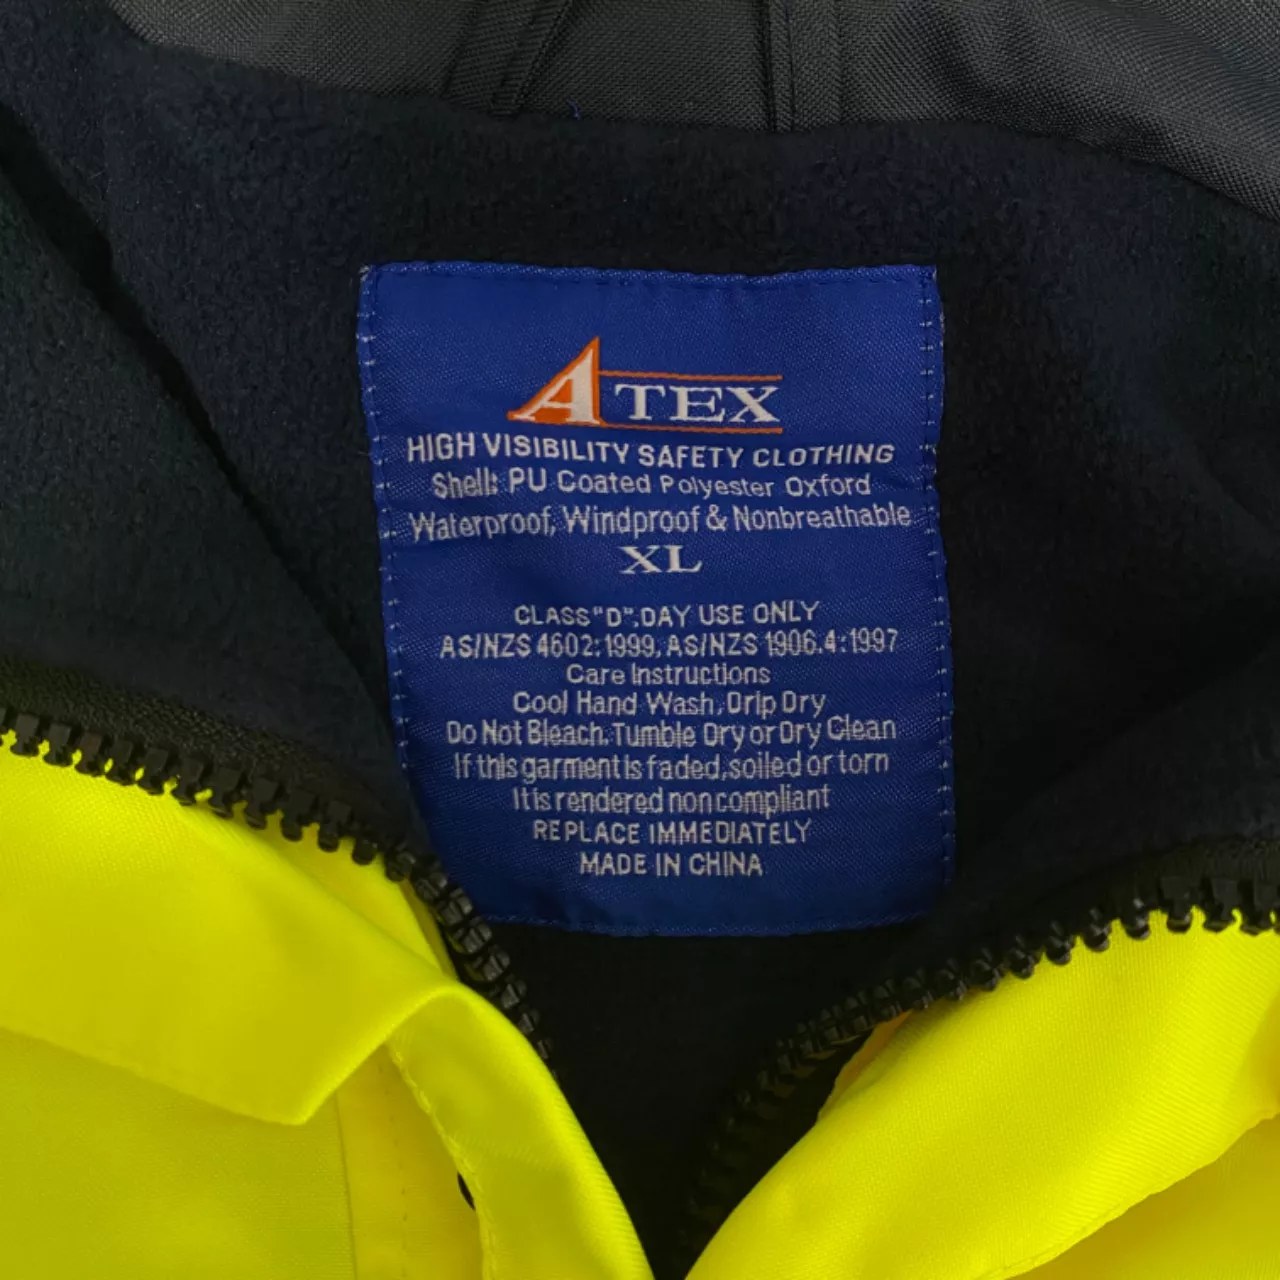 ATEX
HIGH VISIBILITY SAFETY CLOTHING
Shell: PU Coated Polyester Oxford
Waterproof, Windproof & Nonbreathable
XL
CLASS "D".DAY USE ONLY
AS/NZS 4602:1999, AS/NZS 1906.4:1997
Care Instructions
Cool Hand Wash, Drip Dry
Do Not Bleach. Tumble Dry or Dry Clean
If this garment is faded, soiled or torn
It is rendered non compliant
REPLACE IMMEDIATELY
MADE IN CHINA